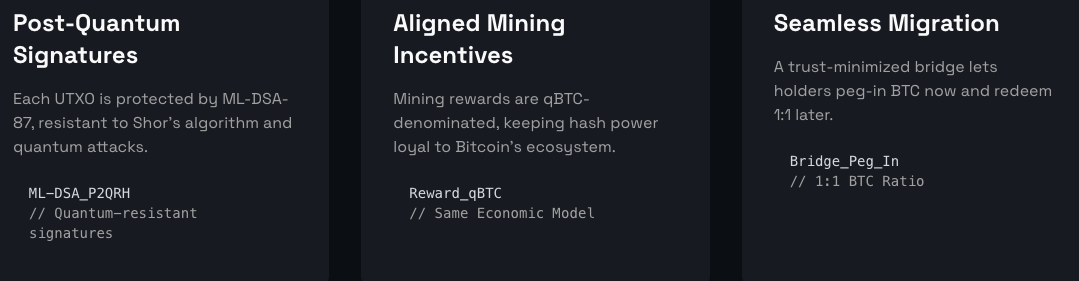 Post-Quantum
Signatures
Each UTXO is protected by ML-DSA-
87, resistant to Shor's algorithm and
quantum attacks.
ML-DSA_P2QRH
// Quantum-resistant
signatures
Aligned Mining
Incentives
Mining rewards are qBTC-
denominated, keeping hash power
loyal to Bitcoin's ecosystem.
Reward_qBTC
// Same Economic Model
Seamless Migration
A trust-minimized bridge lets
holders peg-in BTC now and redeem
1:1 later.
Bridge_Peg_In
// 1:1 BTC Ratio